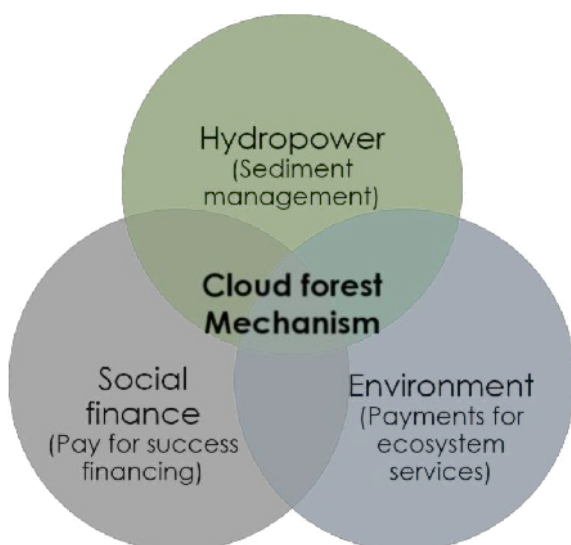 Hydropower
(Sediment
management)
Cloud forest
Mechanism
Social
finance
(Pay for success
financing)
Environment
(Payments for
ecosystem
services)